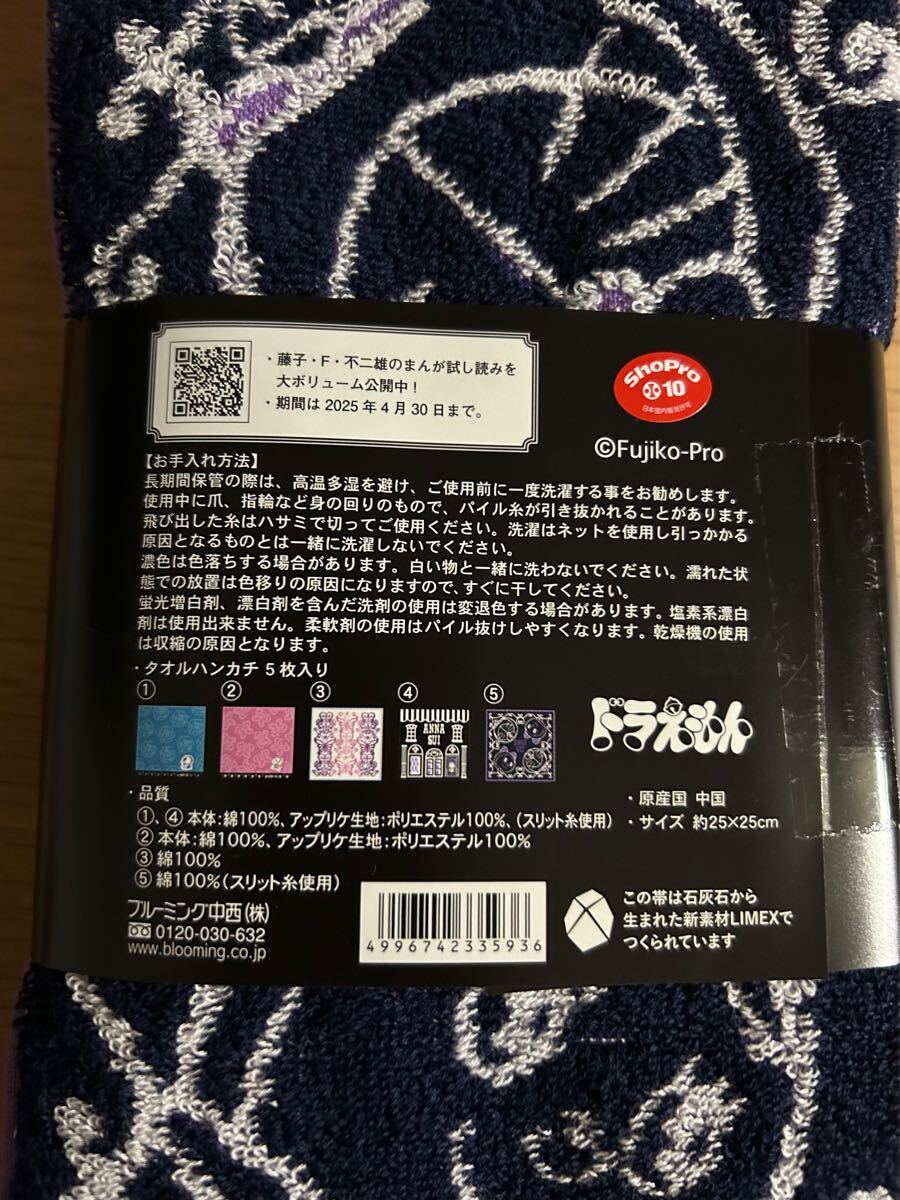 ・藤子・F・不二雄のまんが試し読みを
大ボリューム公開中！
・期間は 2025 年 4 月 30 日まで。
ShoPro
10
日本国内販売許可
©Fujiko-Pro
【お手入れ方法】
長期間保管の際は、高温多湿を避け、ご使用前に一度洗濯する事をお勧めします。
使用中に爪、指輪など身の回りのもので、パイル糸が引き抜かれることがあります。
飛び出した糸はハサミで切ってご使用ください。洗濯はネットを使用し引っかかる
原因となるものとは一緒に洗濯しないでください。
濃色は色落ちする場合があります。白い物と一緒に洗わないでください。濡れた状
態での放置は色移りの原因になりますので、すぐに干してください。
蛍光増白剤、漂白剤を含んだ洗剤の使用は変退色する場合があります。塩素系漂白
剤は使用出来ません。柔軟剤の使用はパイル抜けしやすくなります。乾燥機の使用
は収縮の原因となります。
・タオルハンカチ 5 枚入り
① ② ③ ④ ⑤
ANNA
SUI
ドラえもん
・品質
①、④ 本体：綿100%、アップリケ生地：ポリエステル100%、（スリット糸使用）
② 本体：綿100%、アップリケ生地：ポリエステル100%
③ 綿100%
⑤ 綿100%（スリット糸使用）
・原産国 中国
・サイズ 約25×25cm
ブルーミング中西（株）
0120-030-632
www.blooming.co.jp
4996742335936
この帯は石灰石から
生まれた新素材LIMEXで
つくられています